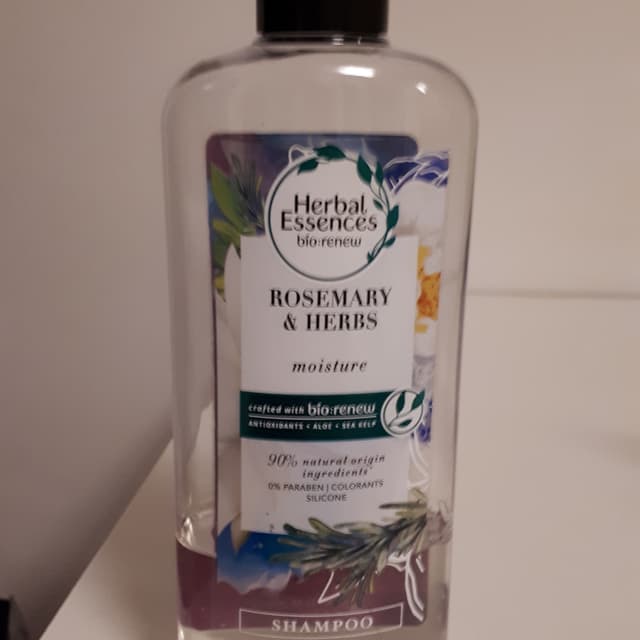 Herbal
Essences
bio:renew
ROSEMARY
& HERBS
moisture
crafted with bio:renew
ANTIOXIDANTS • ALOE • SEA KELP
90% natural origin
ingredients
0% PARABEN | COLORANTS
SILICONE
SHAMPOO